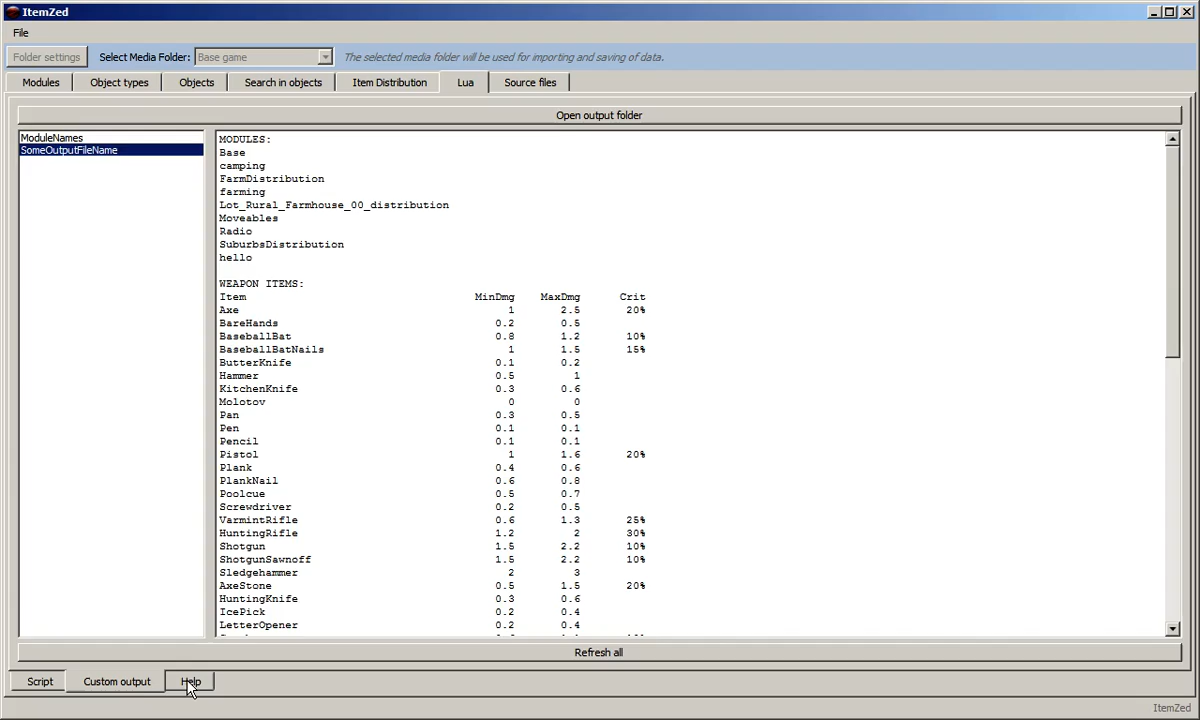 ItemZed
File
Folder settings Select Media Folder: Base game The selected media folder will be used for importing and saving of data.
Modules Object types Objects Search in objects Item Distribution Lua Source files
Open output folder
ModuleNames
SomeOutputFileName
MODULES:
Base
camping
FarmDistribution
farming
Lot_Rural_Farmhouse_00_distribution
Moveables
Radio
SuburbsDistribution
hello
WEAPON ITEMS:
Item MinDmg MaxDmg Crit
Axe 1 2.5 20%
BareHands 0.2 0.5
BaseballBat 0.8 1.2 10%
BaseballBatNails 1 1.5 15%
ButterKnife 0.1 0.2
Hammer 0.5 1
KitchenKnife 0.3 0.6
Molotov 0 0
Pan 0.3 0.5
Pen 0.1 0.1
Pencil 0.1 0.1
Pistol 1 1.6 20%
Plank 0.4 0.6
PlankNail 0.6 0.8
Poolcue 0.5 0.7
Screwdriver 0.2 0.5
VarmintRifle 0.6 1.3 25%
HuntingRifle 1.2 2 30%
Shotgun 1.5 2.2 10%
ShotgunSawnoff 1.5 2.2 10%
Sledgehammer 2 3
AxeStone 0.5 1.5 20%
HuntingKnife 0.3 0.6
IcePick 0.2 0.4
LetterOpener 0.2 0.4
Refresh all
Script Custom output Help
ItemZed